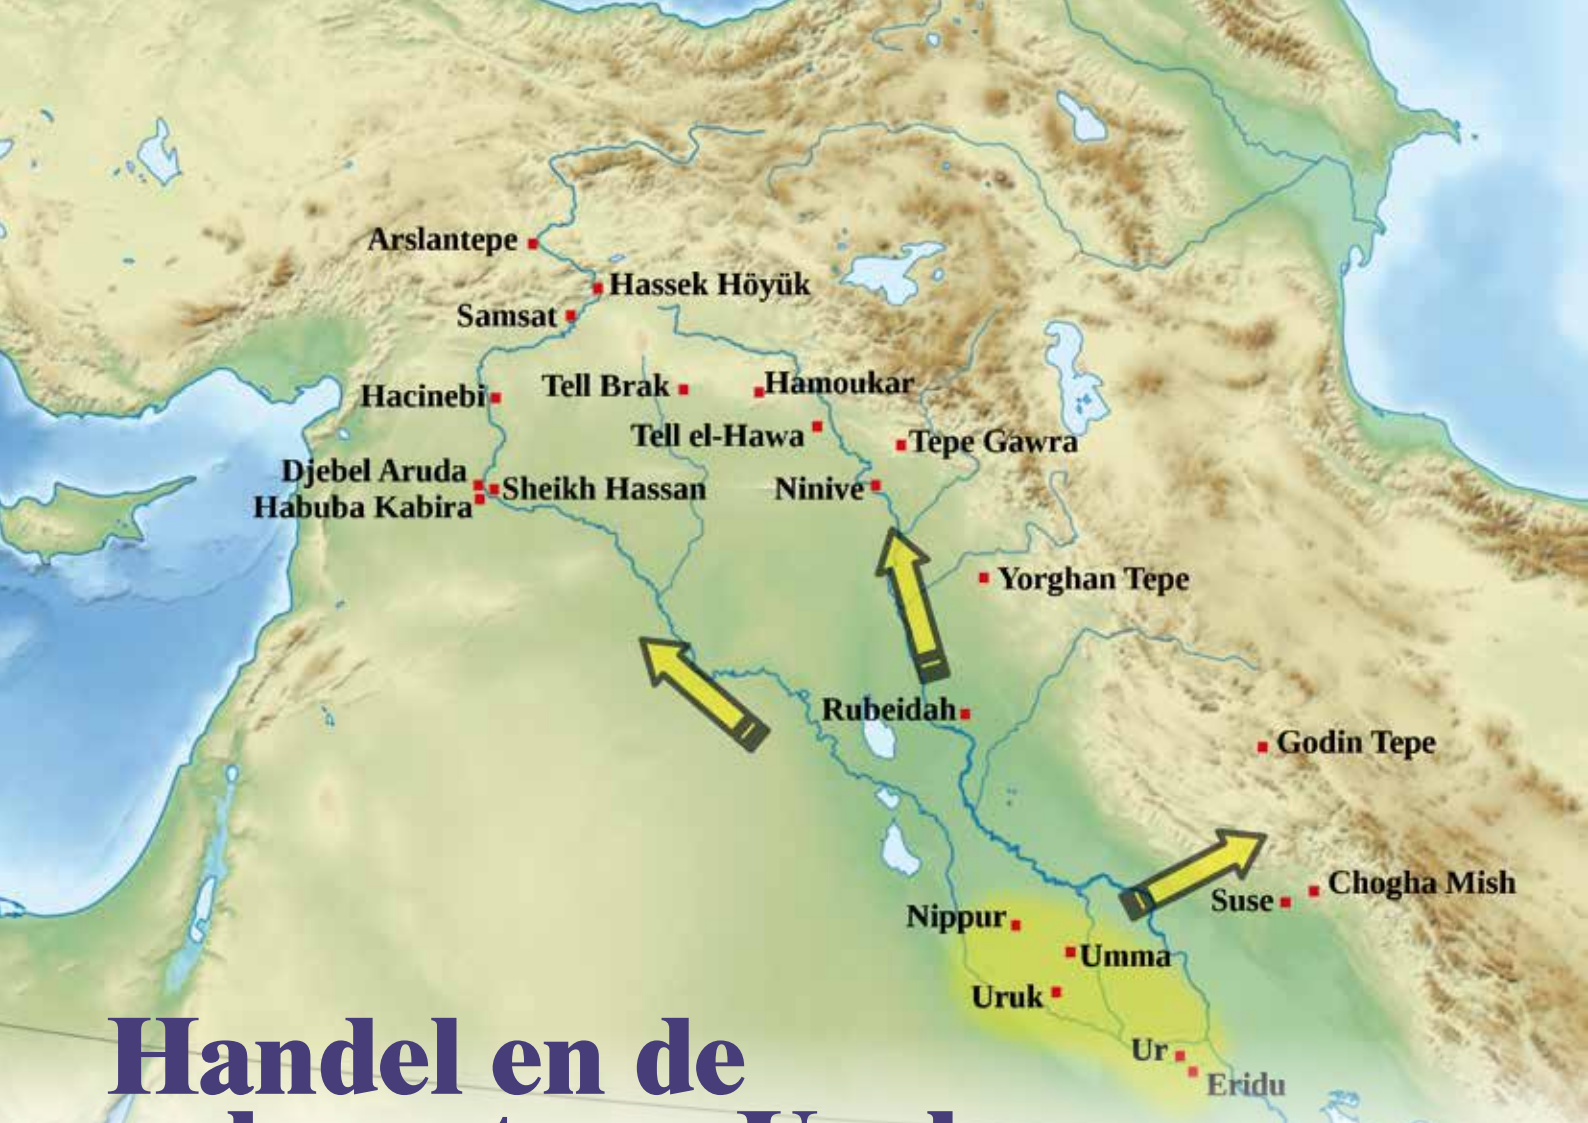 Arslantepe
Hassek Höyük
Samsat
Hacinebi
Tell Brak
Hamoukar
Tell el-Hawa
Tepe Gawra
Djebel Aruda
Sheikh Hassan
Ninive
Habuba Kabira
Yorghan Tepe
Rubeidah
Godin Tepe
Chogha Mish
Suse
Nippur
Umma
Uruk
Ur
Eridu
Handel en de